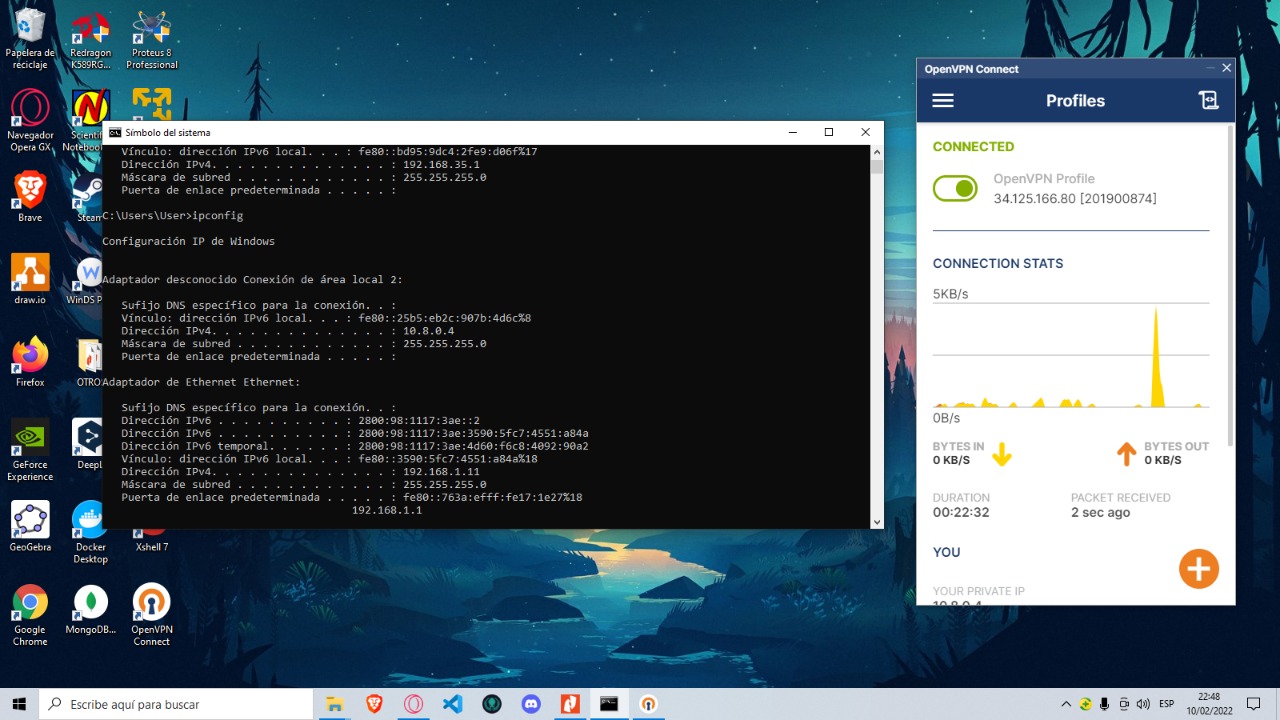 Papelera de reciclaje
Redragon K589RG...
Proteus 8 Professional
Navegador Opera GX
Scientif Notebook
Brave
Steam
draw.io
WinDS P
Firefox
OTRO
GeForce Experience
DeepL
GeoGebra
Docker Desktop
Xshell 7
Google Chrome
MongoDB...
OpenVPN Connect
Símbolo del sistema
Vínculo: dirección IPv6 local. . . : fe80::bd95:9dc4:2fe9:d06f%17
Dirección IPv4. . . . . . . . . . . . . . : 192.168.35.1
Máscara de subred . . . . . . . . . . . . : 255.255.255.0
Puerta de enlace predeterminada . . . . . :
C:\Users\User>ipconfig
Configuración IP de Windows
Adaptador desconocido Conexión de área local 2:
Sufijo DNS específico para la conexión. . :
Vínculo: dirección IPv6 local. . . : fe80::25b5:eb2c:907b:4d6c%8
Dirección IPv4. . . . . . . . . . . . . . : 10.8.0.4
Máscara de subred . . . . . . . . . . . . : 255.255.255.0
Puerta de enlace predeterminada . . . . . :
Adaptador de Ethernet Ethernet:
Sufijo DNS específico para la conexión. . :
Dirección IPv6 . . . . . . . . . . : 2800:98:1117:3ae::2
Dirección IPv6 . . . . . . . . . . : 2800:98:1117:3ae:3590:5fc7:4551:a84a
Dirección IPv6 temporal. . . . . . : 2800:98:1117:3ae:4d60:f6c8:4092:90a2
Vínculo: dirección IPv6 local. . . : fe80::3590:5fc7:4551:a84a%18
Dirección IPv4. . . . . . . . . . . . . . : 192.168.1.11
Máscara de subred . . . . . . . . . . . . : 255.255.255.0
Puerta de enlace predeterminada . . . . . : fe80::763a:efff:fe17:1e27%18
192.168.1.1
OpenVPN Connect
Profiles
CONNECTED
OpenVPN Profile
34.125.166.80 [201900874]
CONNECTION STATS
5KB/s
0B/s
BYTES IN
0 KB/S
BYTES OUT
0 KB/S
DURATION
00:22:32
PACKET RECEIVED
2 sec ago
YOU
YOUR PRIVATE IP
10.8.0.4
Escribe aquí para buscar
ESP
22:48
10/02/2022